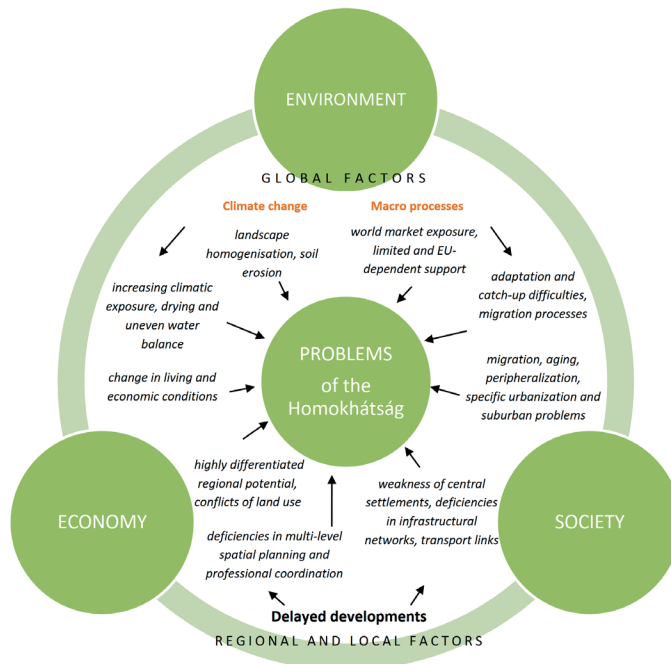 ENVIRONMENT
GLOBAL FACTORS
Climate change
Macro processes
landscape
homogenisation, soil
erosion
world market exposure,
limited and EU-
dependent support
increasing climatic
exposure, drying and
uneven water
balance
adaptation and
catch-up difficulties,
migration processes
PROBLEMS
of the
Homokhátság
change in living and
economic conditions
migration, aging,
peripheralization,
specific urbanization and
suburban problems
highly differentiated
regional potential,
conflicts of land use
weakness of central
settlements, deficiencies
in infrastructural
networks, transport links
ECONOMY
SOCIETY
deficiencies in multi-level
spatial planning and
professional coordination
Delayed developments
REGIONAL AND LOCAL FACTORS